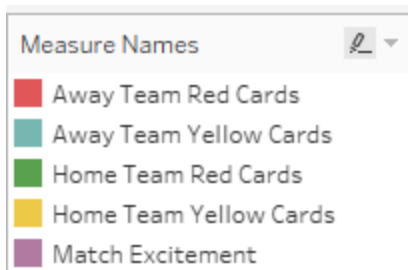 Measure Names
Away Team Red Cards
Away Team Yellow Cards
Home Team Red Cards
Home Team Yellow Cards
Match Excitement